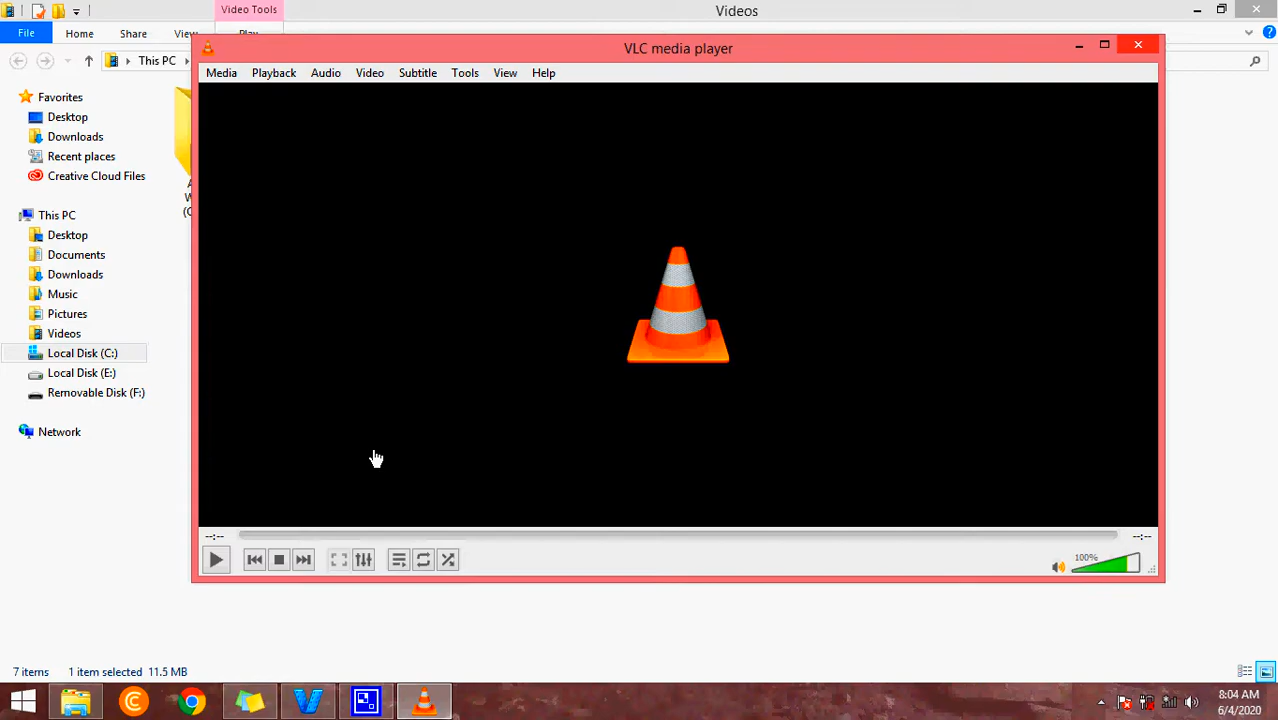 Video Tools
Videos
File
Home
Share
View
Play
VLC media player
This PC
Media
Playback
Audio
Video
Subtitle
Tools
View
Help
Favorites
Desktop
Downloads
Recent places
Creative Cloud Files
This PC
Desktop
Documents
Downloads
Music
Pictures
Videos
Local Disk (C:)
Local Disk (E:)
Removable Disk (F:)
Network
--:--
--:--
100%
7 items
1 item selected 11.5 MB
8:04 AM
6/4/2020